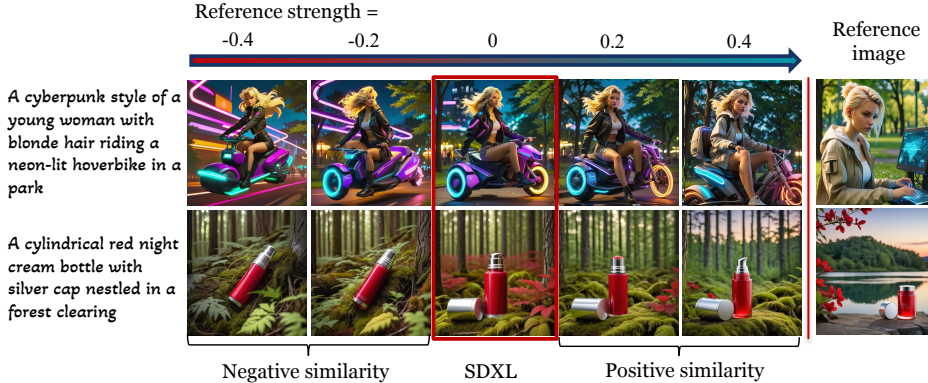 Reference strength =
-0.4
-0.2
0
0.2
0.4
Reference
image
A cyberpunk style of a
young woman with
blonde hair riding a
neon-lit hoverbike in a
park
A cylindrical red night
cream bottle with
silver cap nestled in a
forest clearing
Negative similarity
SDXL
Positive similarity